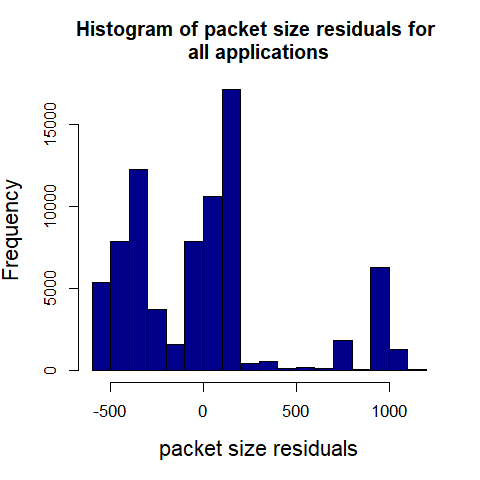 Histogram of packet size residuals for
all applications
Frequency
15000
10000
5000
0
-500 0 500 1000
packet size residuals